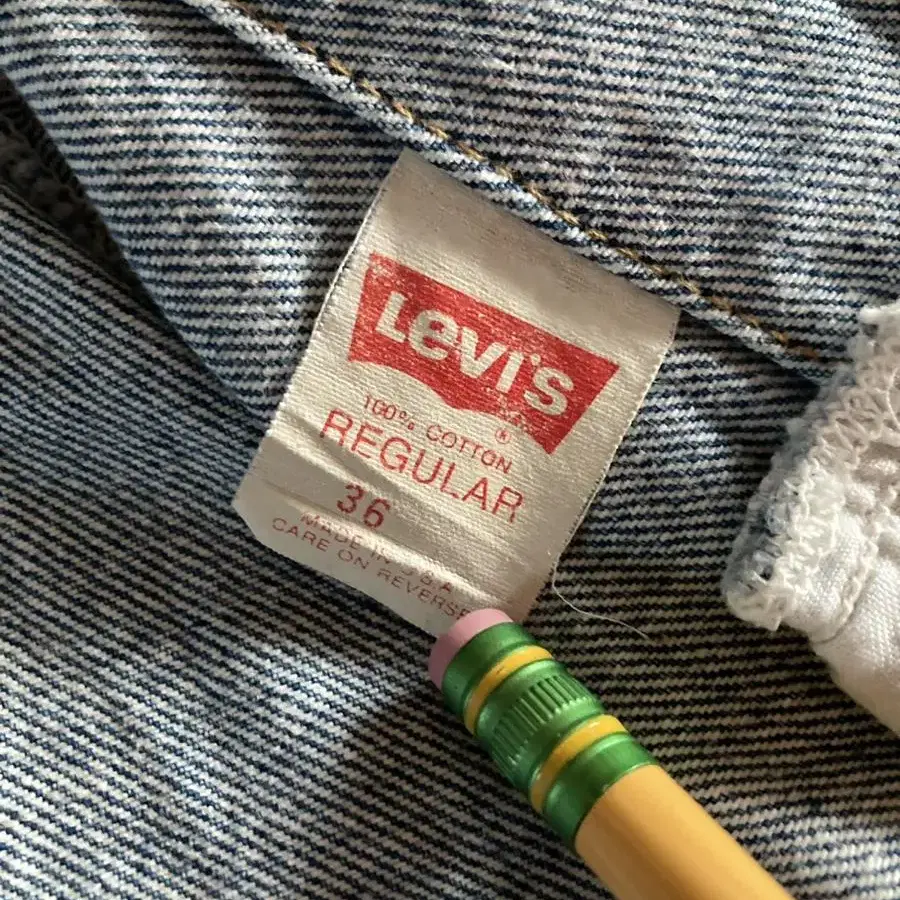 Levi's
®
100% COTTON
REGULAR
36
MADE IN U.S.A
CARE ON REVERSE